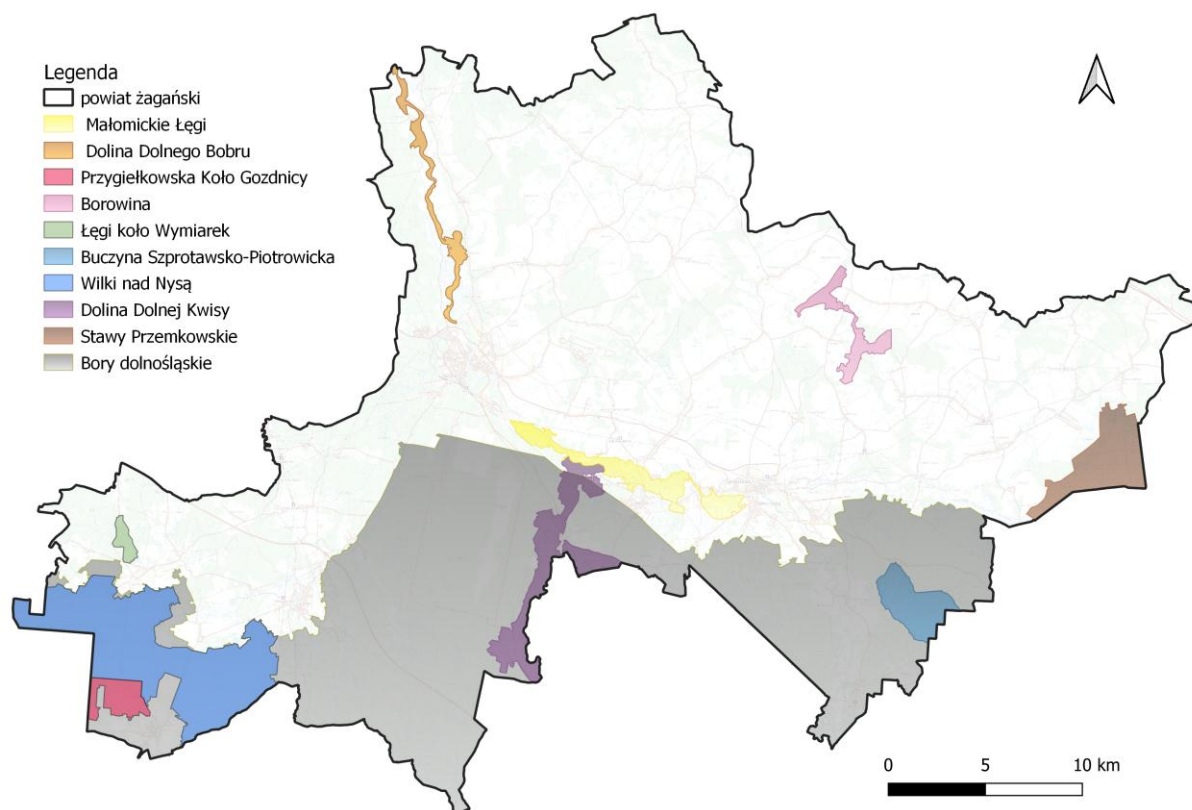 Legenda
powiat żagański
Małomickie Łęgi
Dolina Dolnego Bobru
Przygiełkowska Koło Gozdnicy
Borowina
Łęgi koło Wymiarek
Buczyna Szprotawsko-Piotrowicka
Wilki nad Nysą
Dolina Dolnej Kwisy
Stawy Przemkowskie
Bory dolnośląskie
0 5 10 km